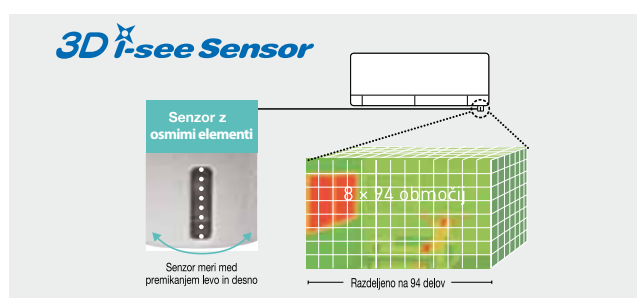 3D i-see Sensor
Senzor z
osmimi elementi
8 × 94 območij
Senzor meri med
premikanjem levo in desno
Razdeljeno na 94 delov